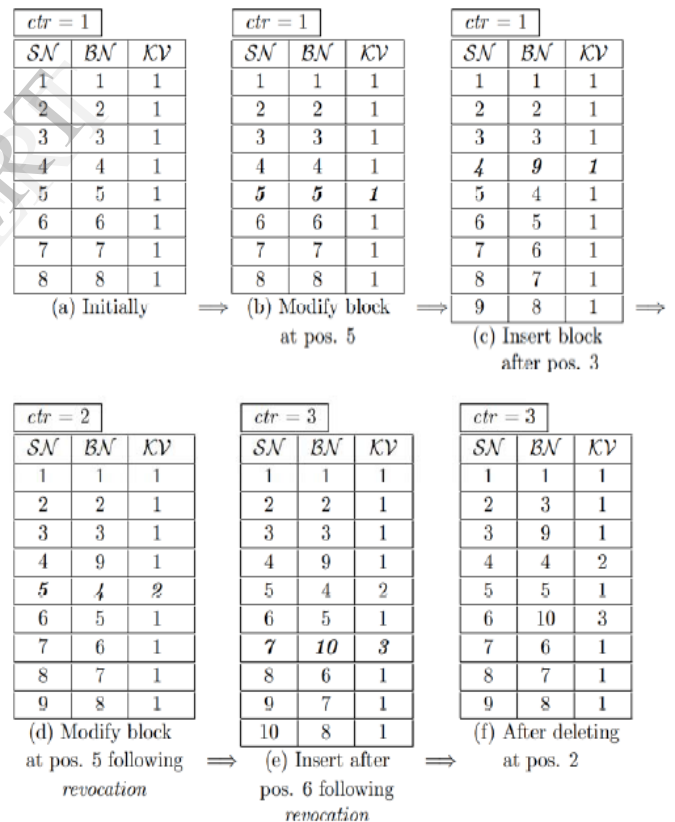 ERT
ctr = 1
SN BN KV
1 1 1
2 2 1
3 3 1
4 4 1
5 5 1
6 6 1
7 7 1
8 8 1
(a) Initially
⟹
ctr = 1
SN BN KV
1 1 1
2 2 1
3 3 1
4 4 1
5 5 1
6 6 1
7 7 1
8 8 1
(b) Modify block
at pos. 5
⟹
ctr = 1
SN BN KV
1 1 1
2 2 1
3 3 1
4 9 1
5 4 1
6 5 1
7 6 1
8 7 1
9 8 1
(c) Insert block
after pos. 3
⟹
ctr = 2
SN BN KV
1 1 1
2 2 1
3 3 1
4 9 1
5 4 2
6 5 1
7 6 1
8 7 1
9 8 1
(d) Modify block
at pos. 5 following
revocation
⟹
ctr = 3
SN BN KV
1 1 1
2 2 1
3 3 1
4 9 1
5 4 2
6 5 1
7 10 3
8 6 1
9 7 1
10 8 1
(e) Insert after
pos. 6 following
revocation
⟹
ctr = 3
SN BN KV
1 1 1
2 3 1
3 9 1
4 4 2
5 5 1
6 10 3
7 6 1
8 7 1
9 8 1
(f) After deleting
at pos. 2